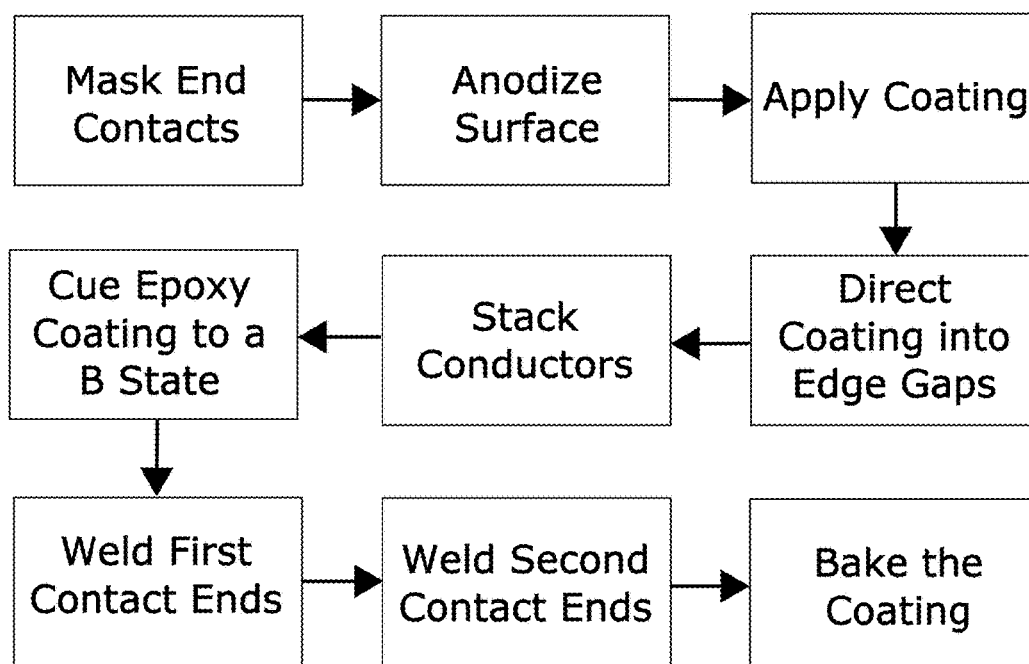 Mask End
Contacts
Anodize
Surface
Apply Coating
Direct
Coating into
Edge Gaps
Stack
Conductors
Cue Epoxy
Coating to a
B State
Weld First
Contact Ends
Weld Second
Contact Ends
Bake the
Coating